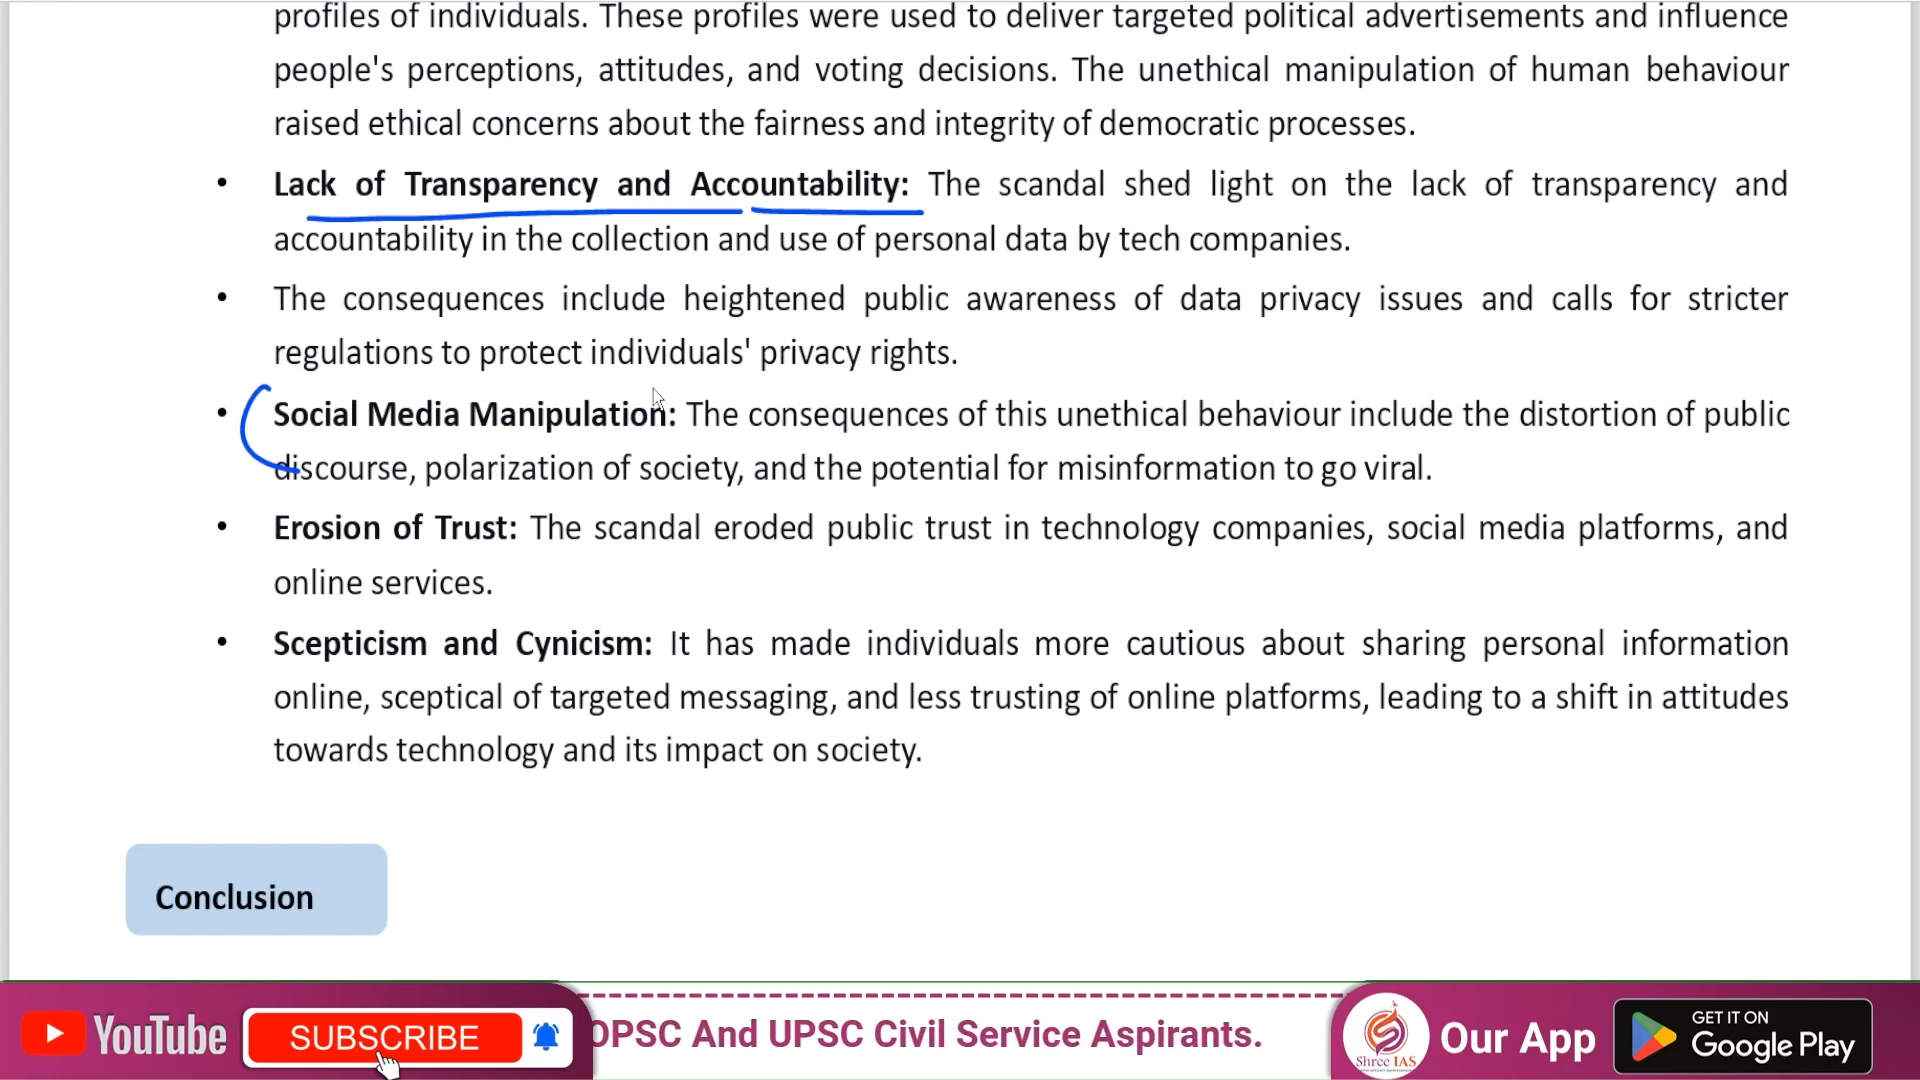 profiles of individuals. These profiles were used to deliver targeted political advertisements and influence
people's perceptions, attitudes, and voting decisions. The unethical manipulation of human behaviour
raised ethical concerns about the fairness and integrity of democratic processes.
• Lack of Transparency and Accountability: The scandal shed light on the lack of transparency and
accountability in the collection and use of personal data by tech companies.
• The consequences include heightened public awareness of data privacy issues and calls for stricter
regulations to protect individuals' privacy rights.
• Social Media Manipulation: The consequences of this unethical behaviour include the distortion of public
discourse, polarization of society, and the potential for misinformation to go viral.
• Erosion of Trust: The scandal eroded public trust in technology companies, social media platforms, and
online services.
• Scepticism and Cynicism: It has made individuals more cautious about sharing personal information
online, sceptical of targeted messaging, and less trusting of online platforms, leading to a shift in attitudes
towards technology and its impact on society.
Conclusion
YouTube SUBSCRIBE OPSC And UPSC Civil Service Aspirants. Shree IAS Our App GET IT ON Google Play